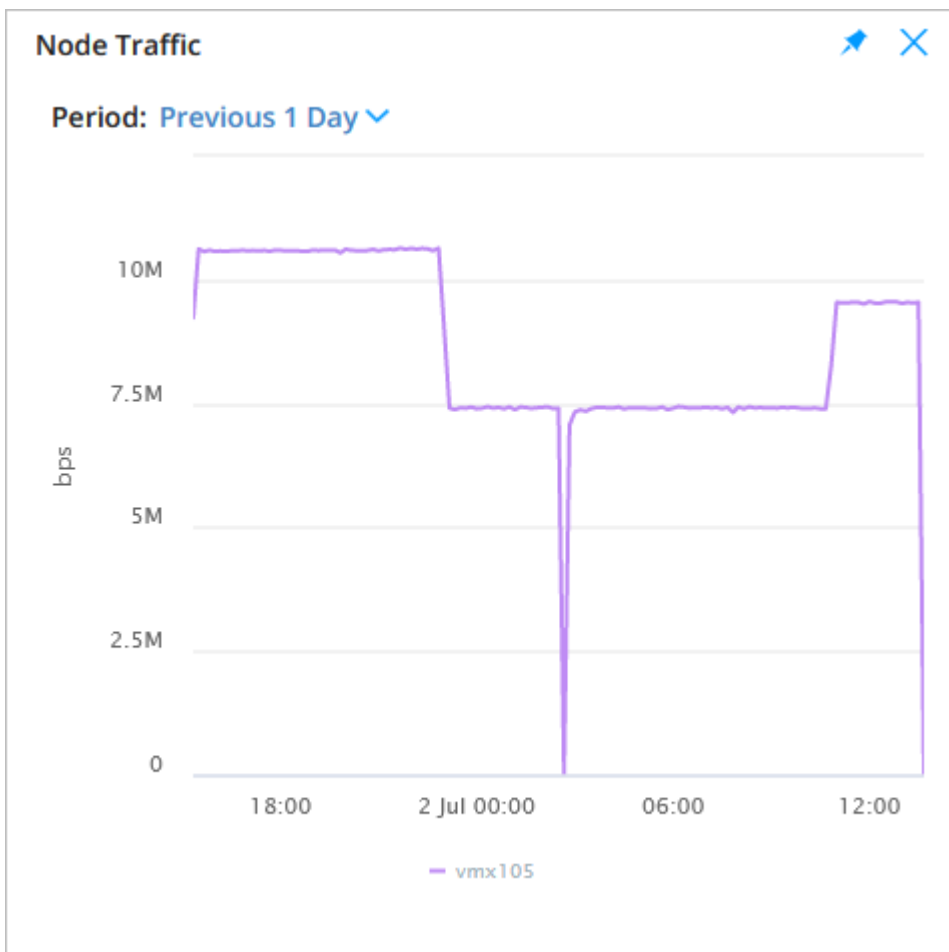 Node Traffic
Period: Previous 1 Day
10M
7.5M
bps
5M
2.5M
0
18:00 2 Jul 00:00 06:00 12:00
vmx105